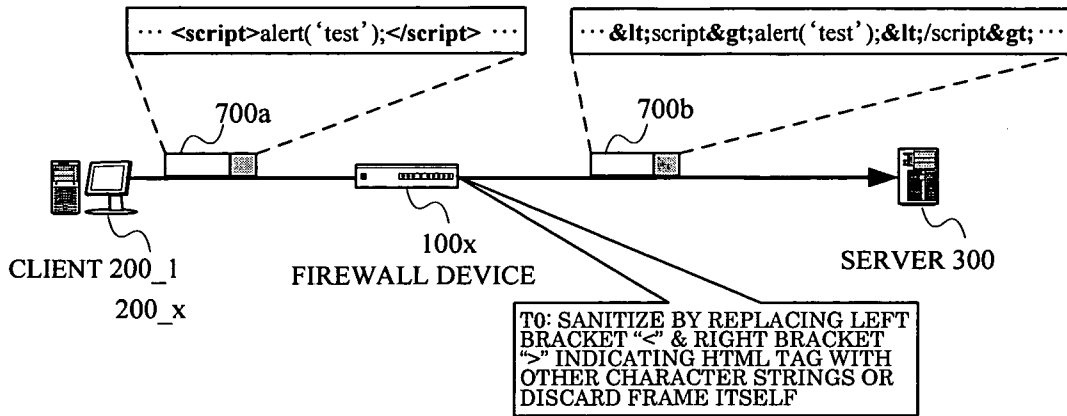 ··· <script>alert(‘test’);</script> ···
··· &lt;script&gt;alert(‘test’);&lt;/script&gt; ···
700a
700b
100x
CLIENT 200_1
200_x
FIREWALL DEVICE
SERVER 300
T0: SANITIZE BY REPLACING LEFT
BRACKET “<” & RIGHT BRACKET
“>” INDICATING HTML TAG WITH
OTHER CHARACTER STRINGS OR
DISCARD FRAME ITSELF